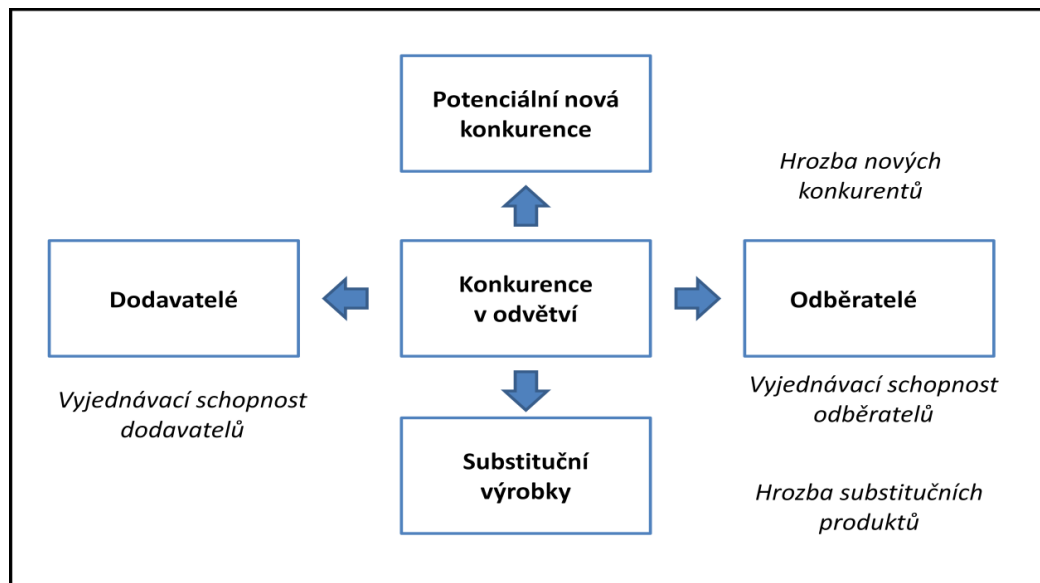 Potenciální nová
konkurence
Hrozba nových
konkurentů
Dodavatelé
Konkurence
v odvětví
Odběratelé
Vyjednávací schopnost
dodavatelů
Vyjednávací schopnost
odběratelů
Substituční
výrobky
Hrozba substitučních
produktů